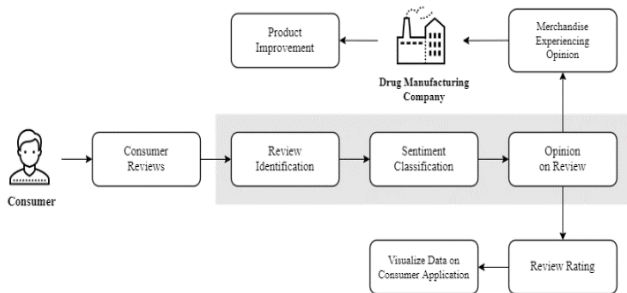 Product
Improvement
Drug Manufacturing
Company
Merchandise
Experiencing
Opinion
Consumer
Consumer
Reviews
Review
Identification
Sentiment
Classification
Opinion
on Review
Visualize Data on
Consumer Application
Review Rating